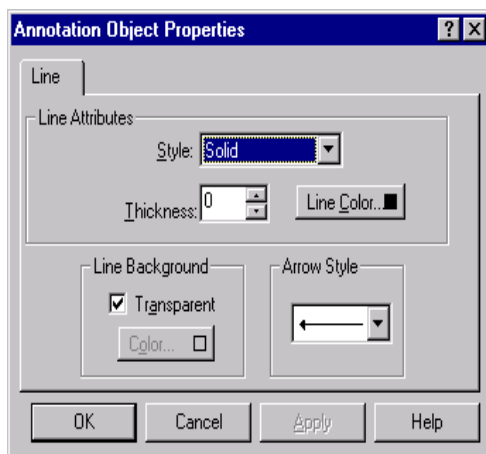 Annotation Object Properties
Line
Line Attributes
Style: Solid
Thickness: 0 Line Color...
Line Background Arrow Style
Transparent
Color...
OK Cancel Apply Help